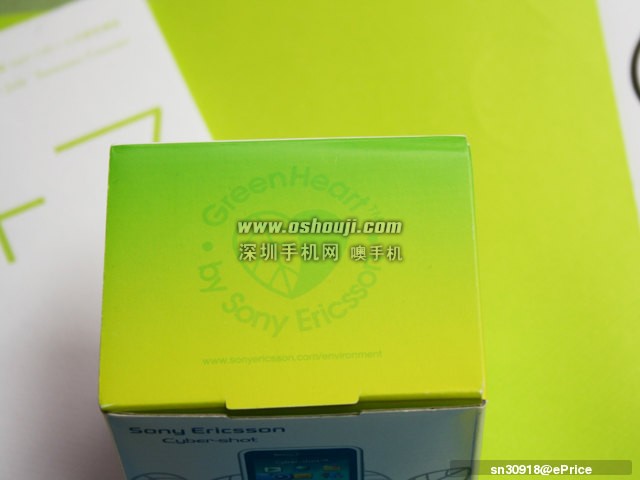 GreenHeart™
by Sony Ericsson
www.oshouji.com
深圳手机网 噢手机
www.sonyericsson.com/environment
Sony Ericsson
Cyber-shot
sn30918@ePrice